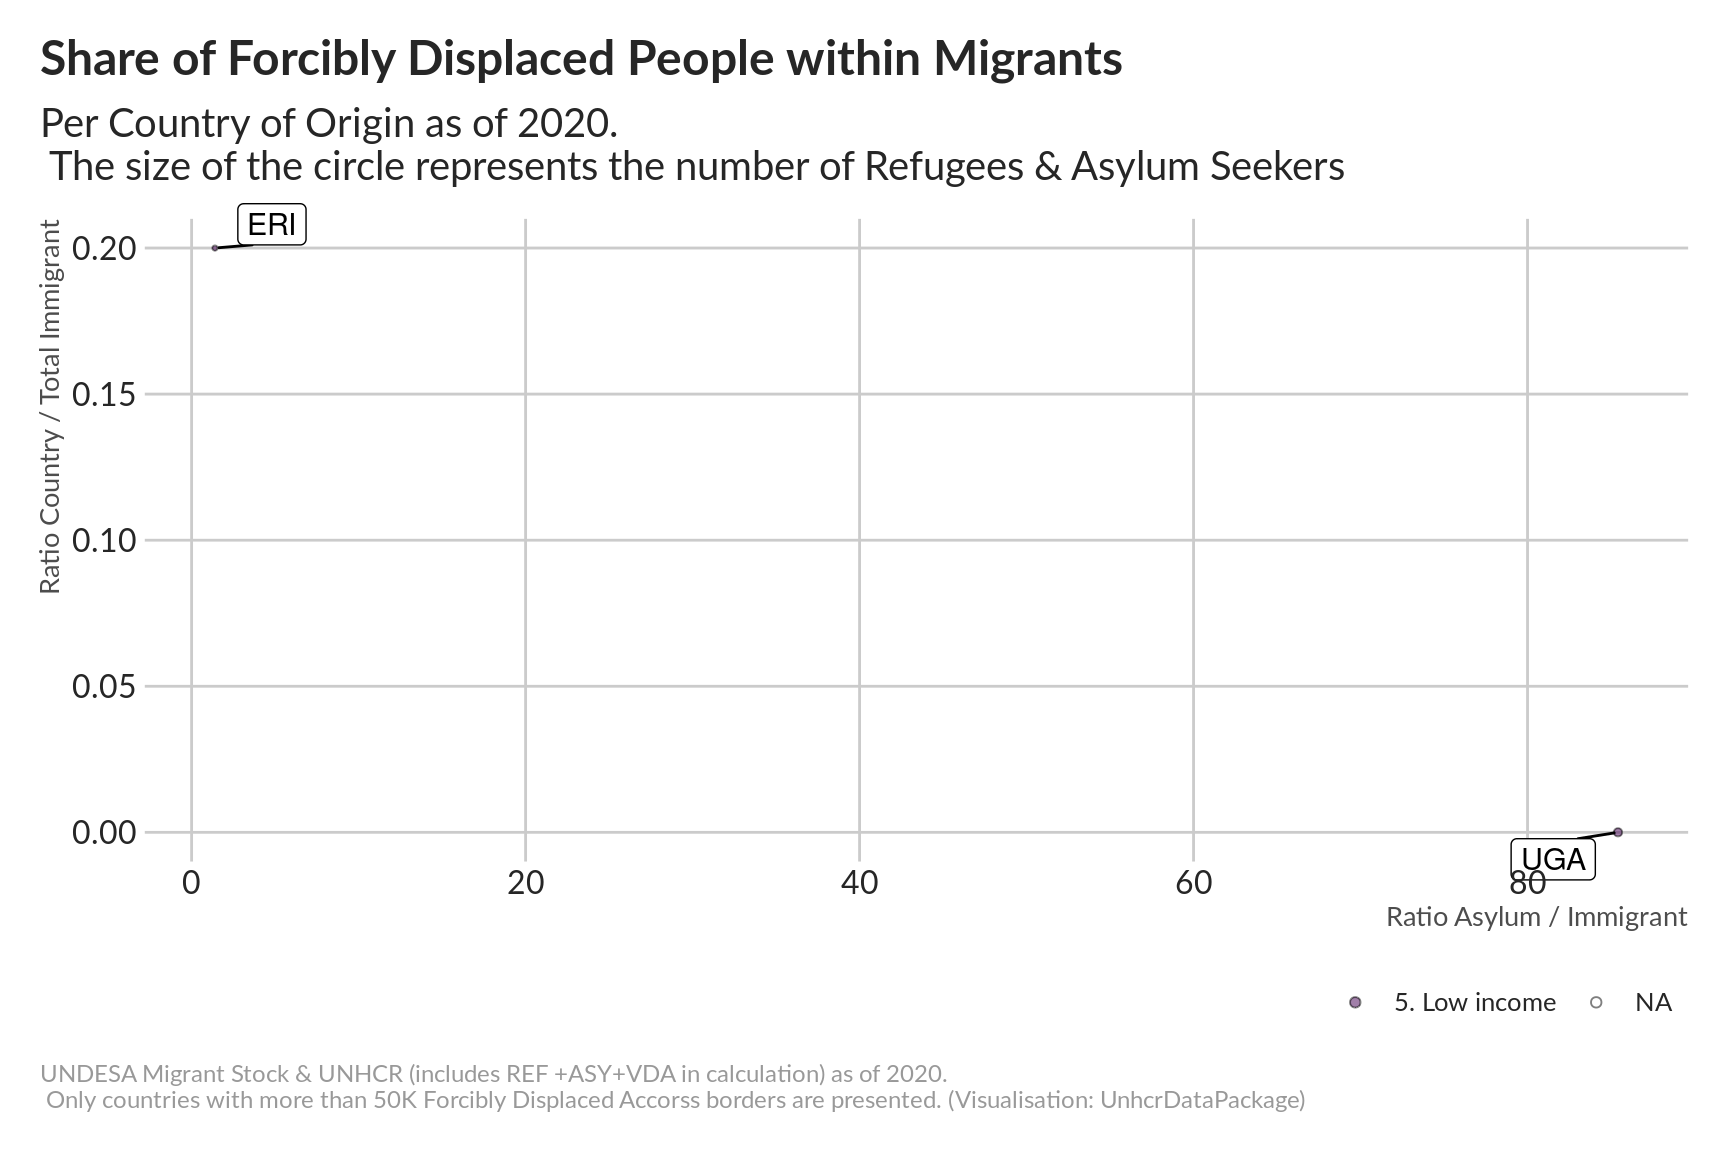 Share of Forcibly Displaced People within Migrants
Per Country of Origin as of 2020.
The size of the circle represents the number of Refugees & Asylum Seekers
Ratio Country / Total Immigrant
0.20
0.15
0.10
0.05
0.00
ERI
UGA
0 20 40 60 80
Ratio Asylum / Immigrant
5. Low income NA
UNDESA Migrant Stock & UNHCR (includes REF +ASY+VDA in calculation) as of 2020.
Only countries with more than 50K Forcibly Displaced Accorss borders are presented. (Visualisation: UnhcrDataPackage)